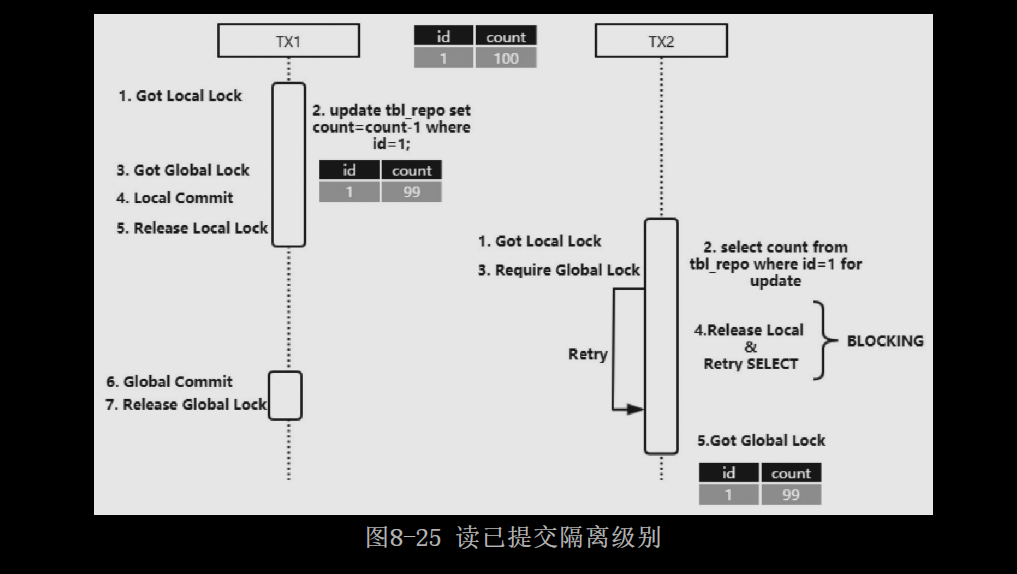 TX1
id count
1 100
TX2
1. Got Local Lock
2. update tbl_repo set
count=count-1 where
id=1;
3. Got Global Lock
id count
1 99
4. Local Commit
5. Release Local Lock
1. Got Local Lock
2. select count from
tbl_repo where id=1 for
update
3. Require Global Lock
4.Release Local
&
Retry SELECT
BLOCKING
Retry
6. Global Commit
7. Release Global Lock
5.Got Global Lock
id count
1 99
图8-25 读已提交隔离级别